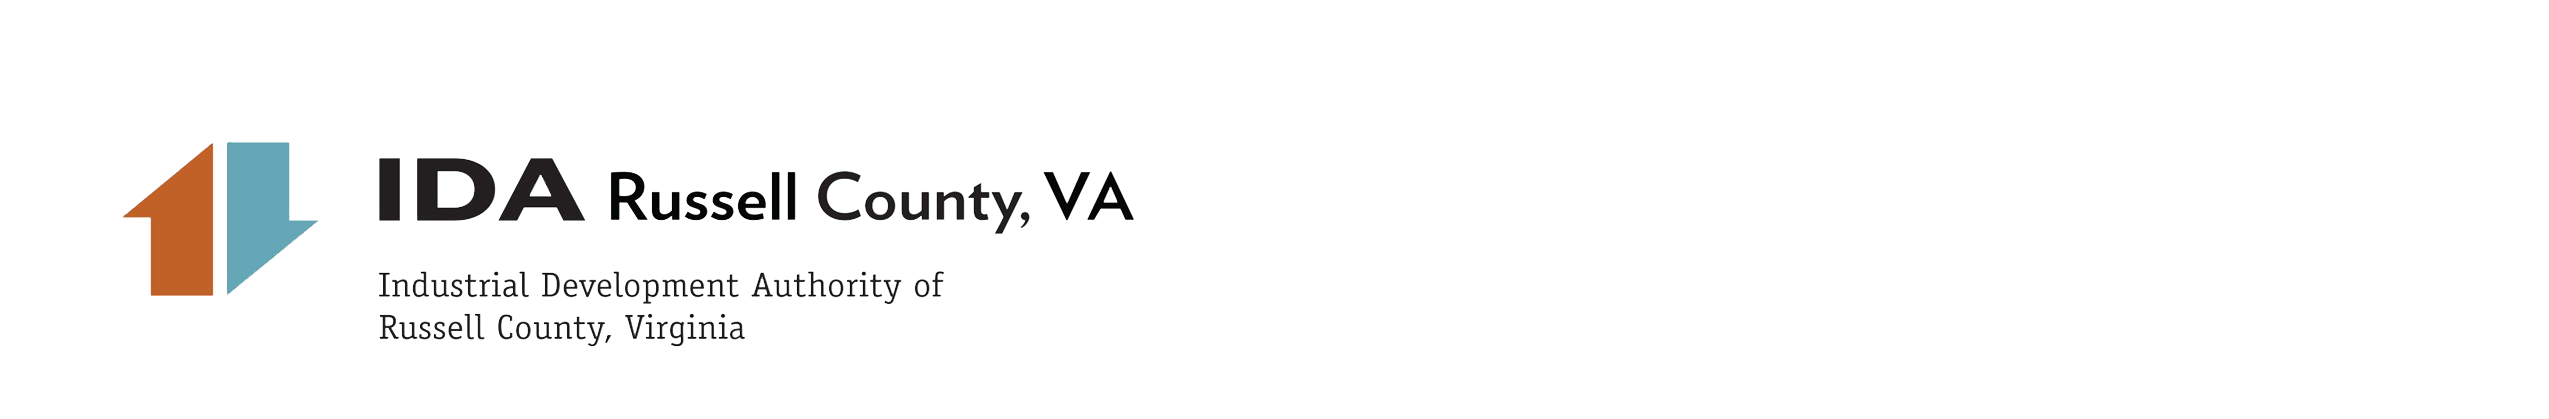 IDA Russell County, VA
Industrial Development Authority of
Russell County, Virginia